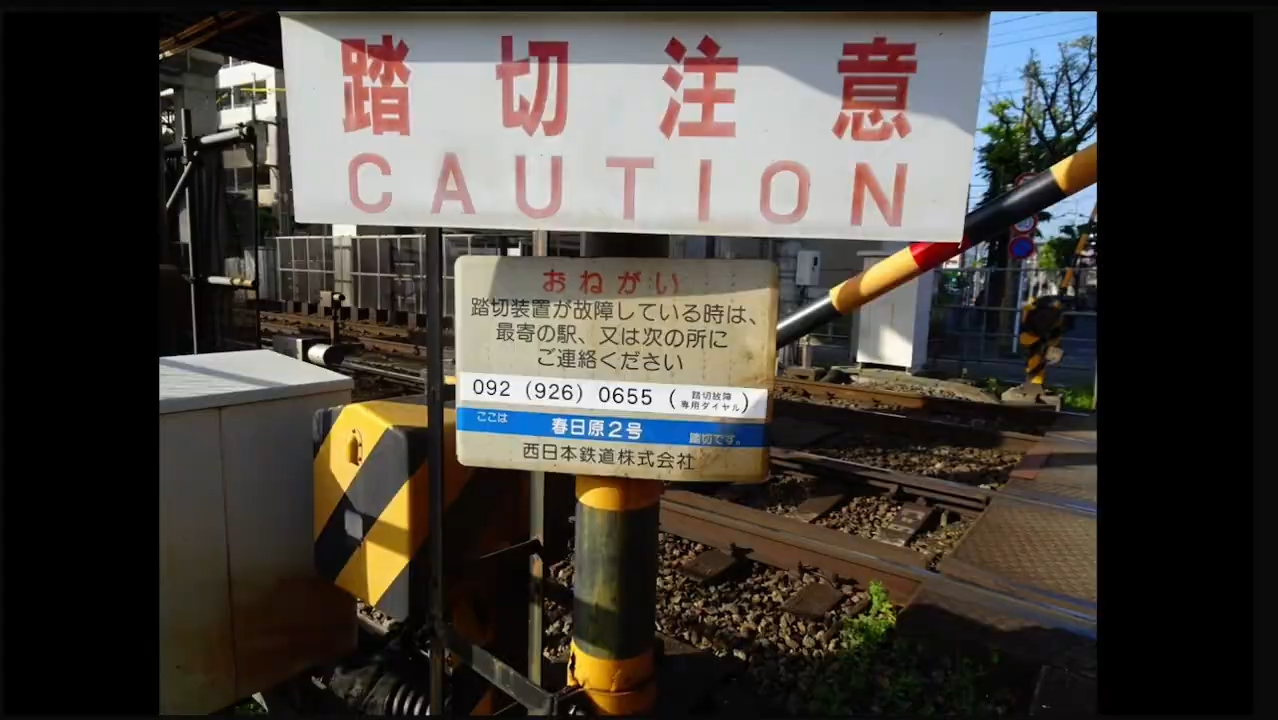 踏切注意
CAUTION
おねがい
踏切装置が故障している時は、
最寄の駅、又は次の所に
ご連絡ください
092 (926) 0655 (踏切故障専用ダイヤル)
ここは 春日原2号 踏切です。
西日本鉄道株式会社